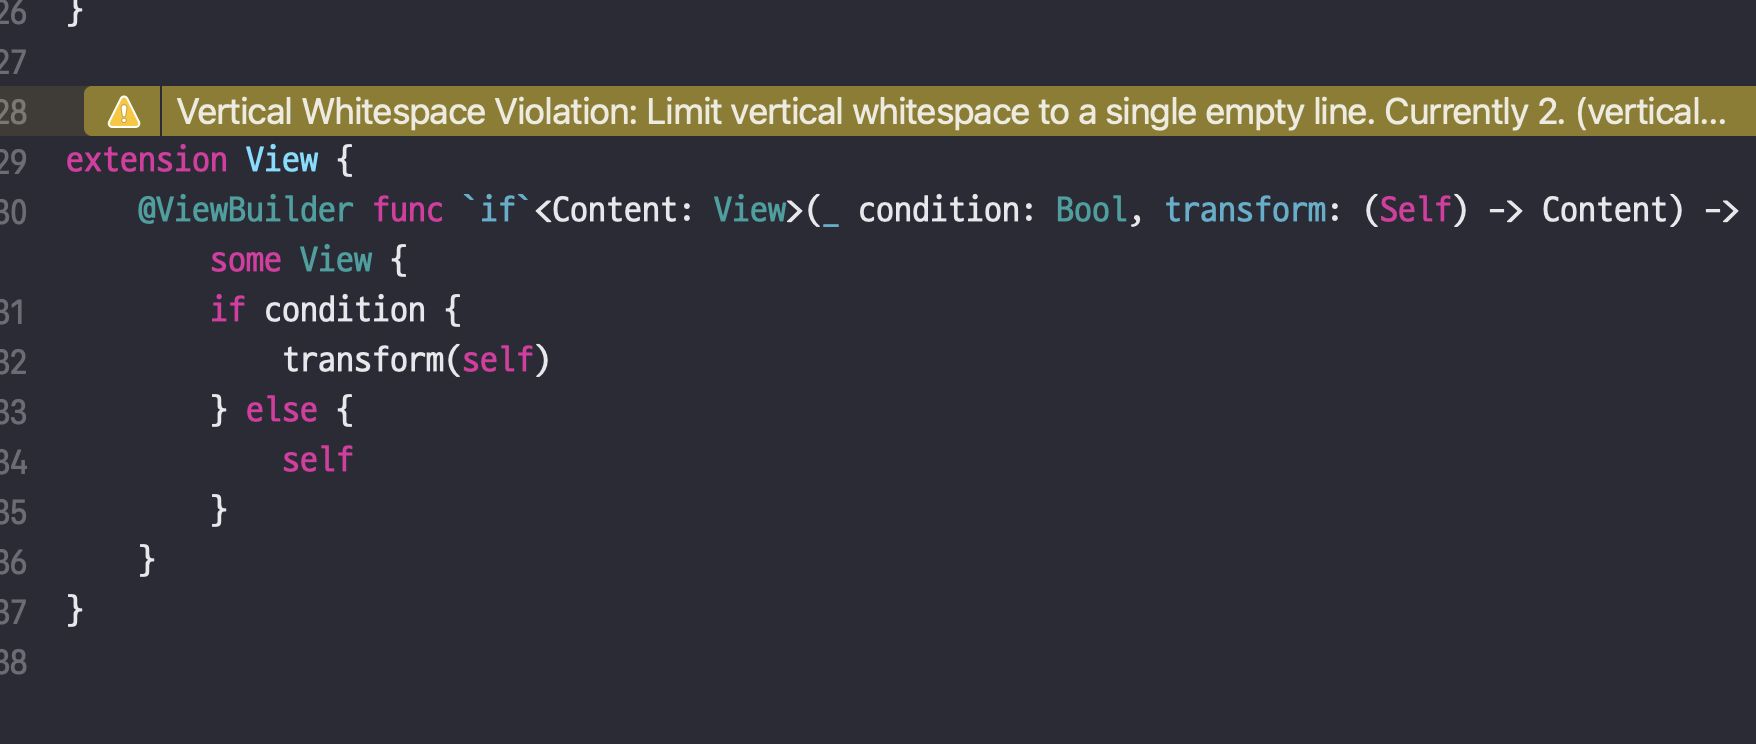 26 }
27
28 Vertical Whitespace Violation: Limit vertical whitespace to a single empty line. Currently 2. (vertical...
29 extension View {
30 @ViewBuilder func `if`<Content: View>(_ condition: Bool, transform: (Self) -> Content) ->
some View {
31 if condition {
32 transform(self)
33 } else {
34 self
35 }
36 }
37 }
38